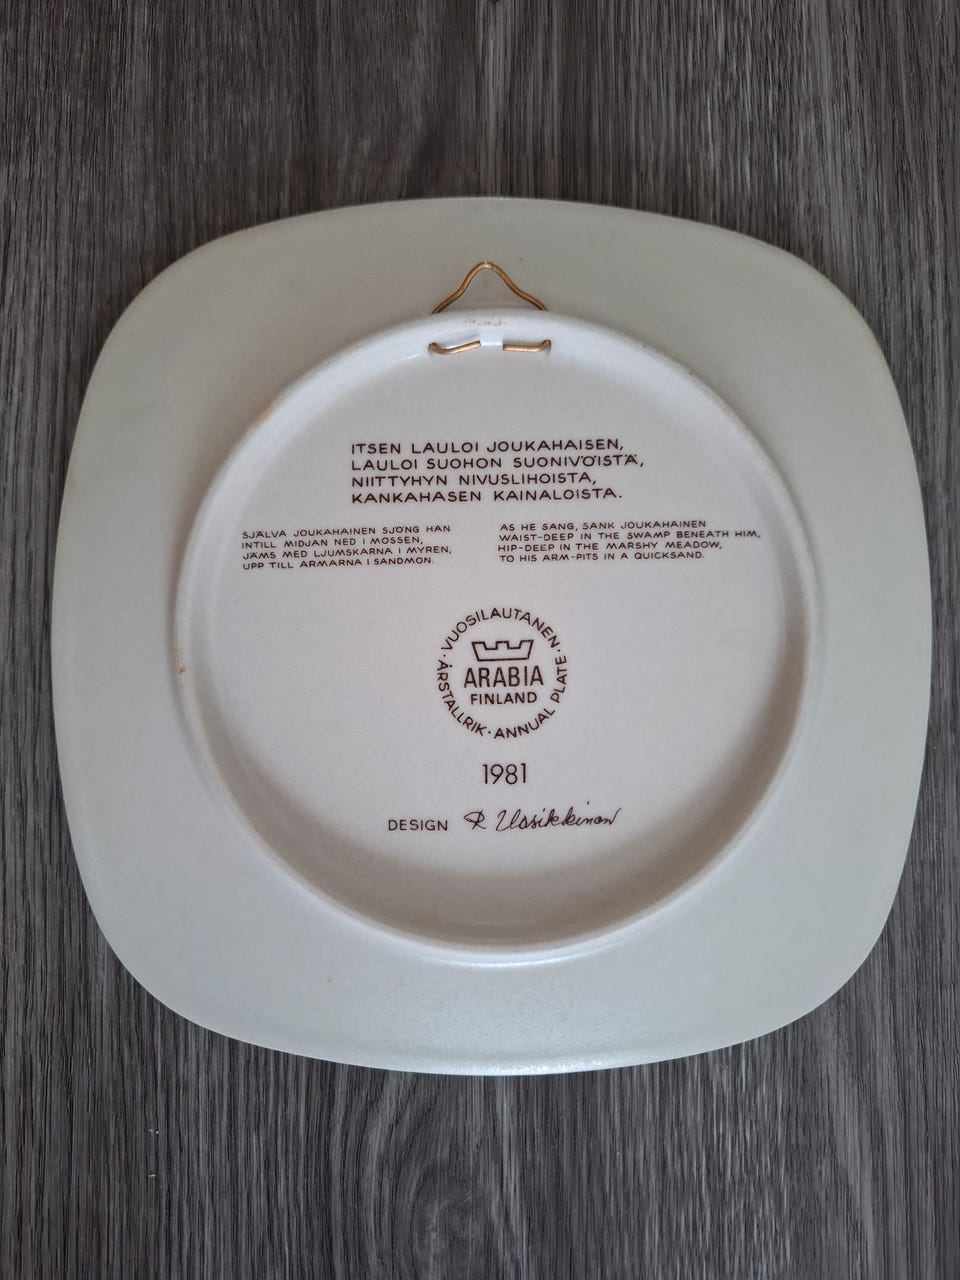 ITSEN LAULOI JOUKAHAISEN,
LAULOI SUOHON SUONIVÖISTÄ,
NIITTYHYN NIVUSLIHOISTA,
KANKAHASEN KAINALOISTA.
SJÄLVA JOUKAHAINEN SJÖNG HAN
INTILL MIDJAN NED I MOSSEN,
JÄMS MED LJUMSKARNA I MYREN,
UPP TILL ARMARNA I SANDMON.
AS HE SANG, SANK JOUKAHAINEN
WAIST-DEEP IN THE SWAMP BENEATH HIM,
HIP-DEEP IN THE MARSHY MEADOW,
TO HIS ARM-PITS IN A QUICKSAND.
VUOSILAUTANEN · ANNUAL PLATE · ÅRSTALLRIK ·
ARABIA
FINLAND
1981
DESIGN R Uosikkinen